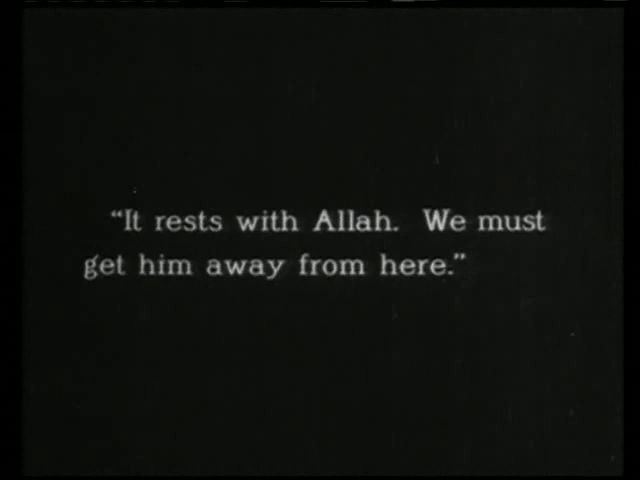 “It rests with Allah. We must
get him away from here.”